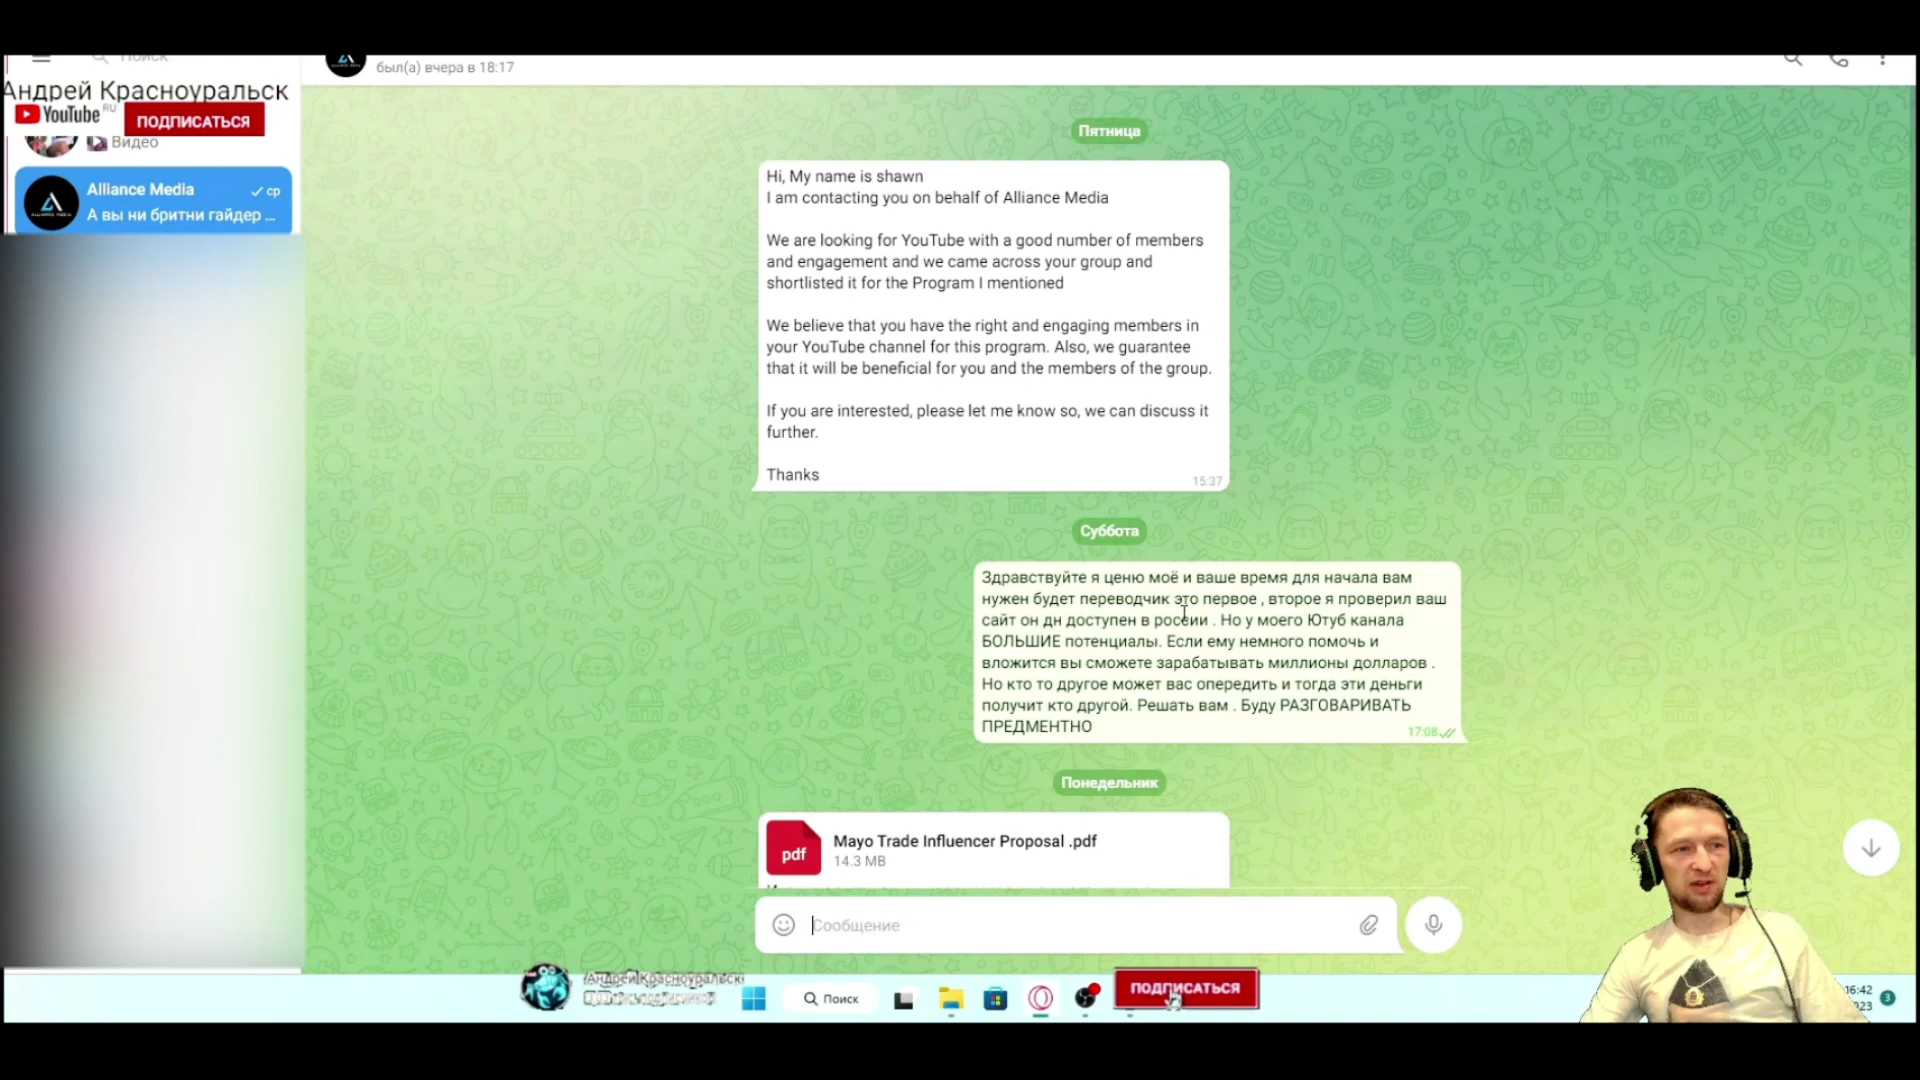 Поиск
был(а) вчера в 18:17
Андрей Красноуральск
YouTube RU
ПОДПИСАТЬСЯ
Видео
Alliance Media
ср
А вы ни бритни гайдер ...
Пятница
Hi, My name is shawn
I am contacting you on behalf of Alliance Media
We are looking for YouTube with a good number of members
and engagement and we came across your group and
shortlisted it for the Program I mentioned
We believe that you have the right and engaging members in
your YouTube channel for this program. Also, we guarantee
that it will be beneficial for you and the members of the group.
If you are interested, please let me know so, we can discuss it
further.
Thanks
15:37
Суббота
Здравствуйте я ценю моё и ваше время для начала вам
нужен будет переводчик это первое , второе я проверил ваш
сайт он дн доступен в россии . Но у моего Ютуб канала
БОЛЬШИЕ потенциалы. Если ему немного помочь и
вложится вы сможете зарабатывать миллионы долларов .
Но кто то другое может вас опередить и тогда эти деньги
получит кто другой. Решать вам . Буду РАЗГОВАРИВАТЬ
ПРЕДМЕНТНО
17:08
Понедельник
pdf
Mayo Trade Influencer Proposal .pdf
14.3 MB
Сообщение
Андрей Красноуральск
Поиск
ПОДПИСАТЬСЯ
16:42
023
3